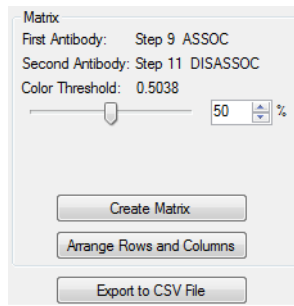 Matrix
First Antibody: Step 9 ASSOC
Second Antibody: Step 11 DISASSOC
Color Threshold: 0.5038
50 %
Create Matrix
Arrange Rows and Columns
Export to CSV File